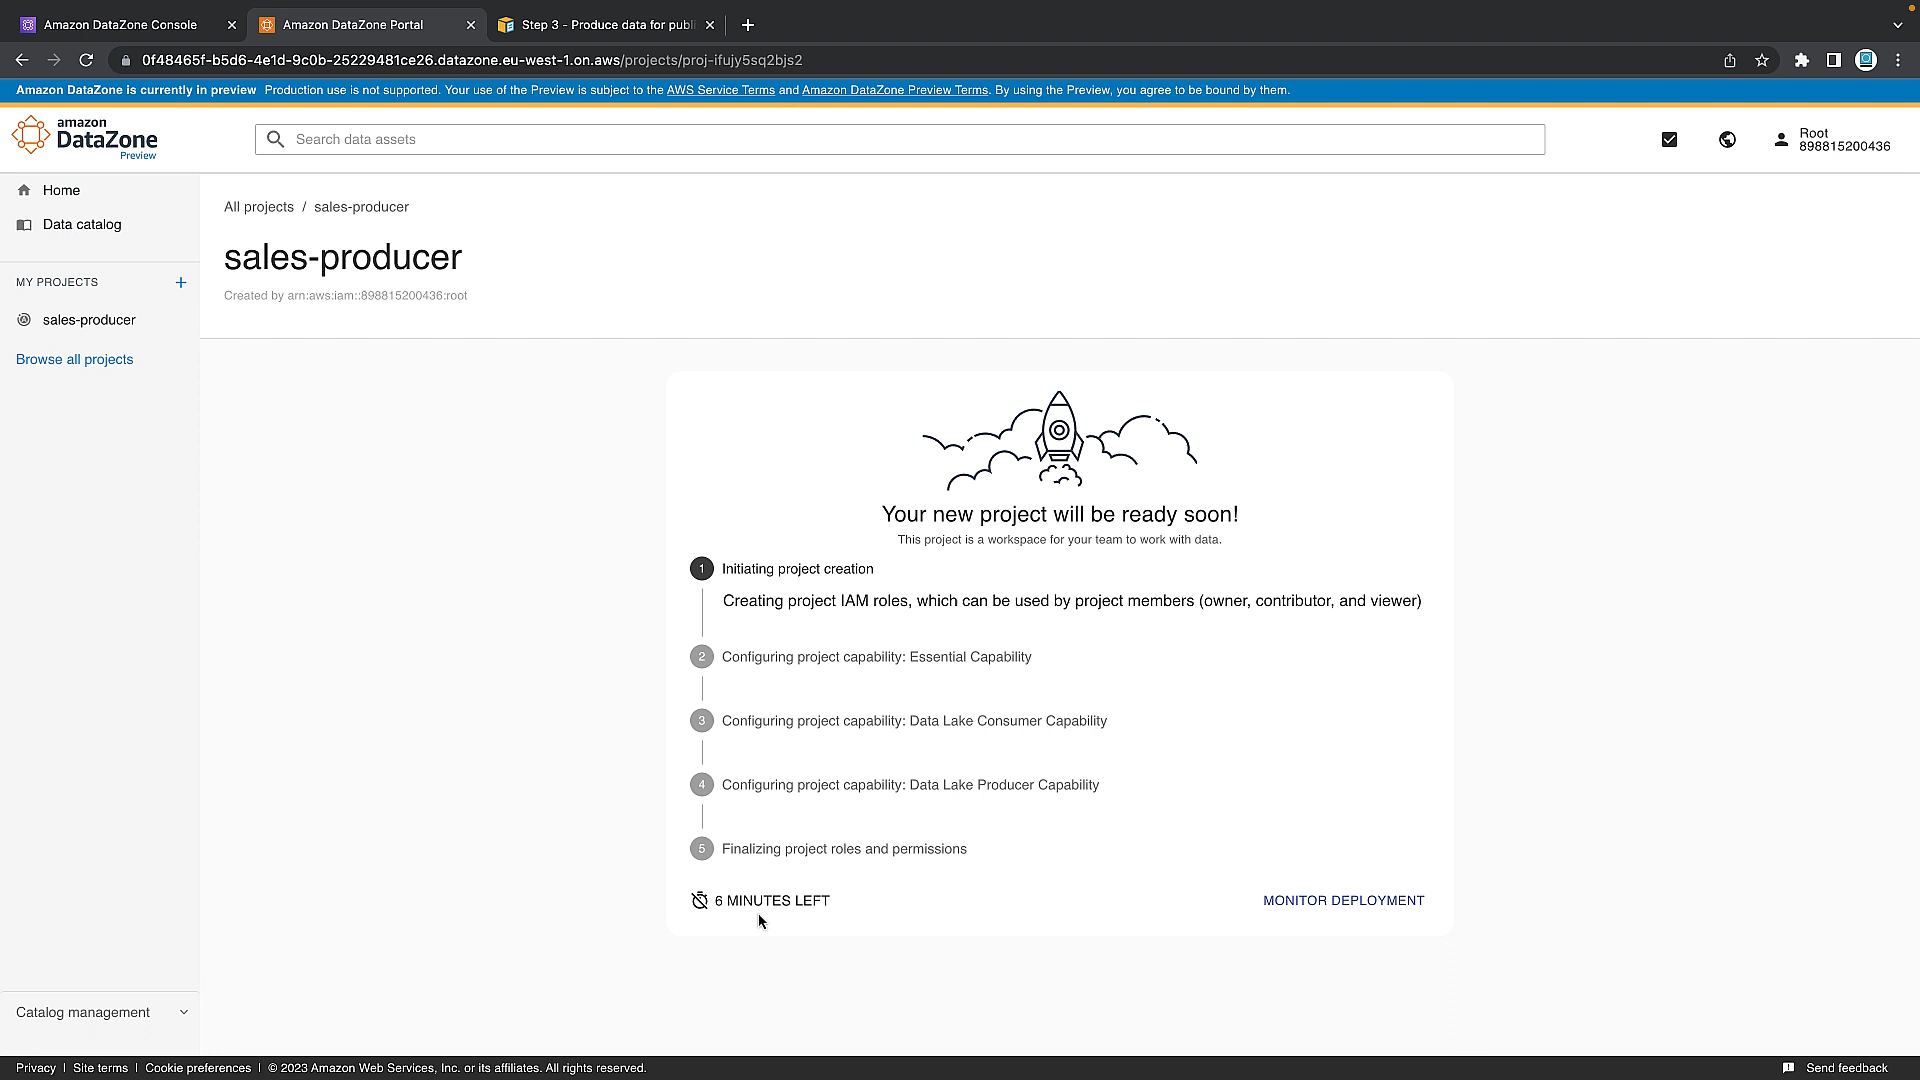 Amazon DataZone Console
Amazon DataZone Portal
Step 3 - Produce data for publi
0f48465f-b5d6-4e1d-9c0b-25229481ce26.datazone.eu-west-1.on.aws/projects/proj-ifujy5sq2bjs2
Amazon DataZone is currently in preview Production use is not supported. Your use of the Preview is subject to the AWS Service Terms and Amazon DataZone Preview Terms. By using the Preview, you agree to be bound by them.
amazon
DataZone
Preview
Search data assets
Root
898815200436
Home
Data catalog
MY PROJECTS
sales-producer
Browse all projects
All projects / sales-producer
sales-producer
Created by arn:aws:iam::898815200436:root
Your new project will be ready soon!
This project is a workspace for your team to work with data.
1 Initiating project creation
Creating project IAM roles, which can be used by project members (owner, contributor, and viewer)
2 Configuring project capability: Essential Capability
3 Configuring project capability: Data Lake Consumer Capability
4 Configuring project capability: Data Lake Producer Capability
5 Finalizing project roles and permissions
6 MINUTES LEFT
MONITOR DEPLOYMENT
Catalog management
Privacy | Site terms | Cookie preferences | © 2023 Amazon Web Services, Inc. or its affiliates. All rights reserved.
Send feedback